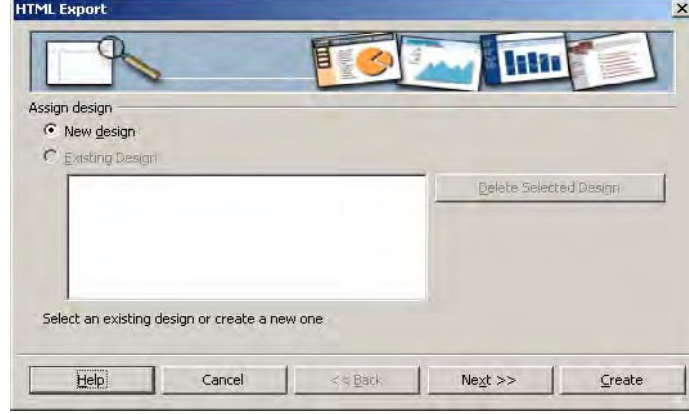 HTML Export
Assign design
New design
Existing Design
Delete Selected Design
Select an existing design or create a new one
Help
Cancel
<< Back
Next >>
Create